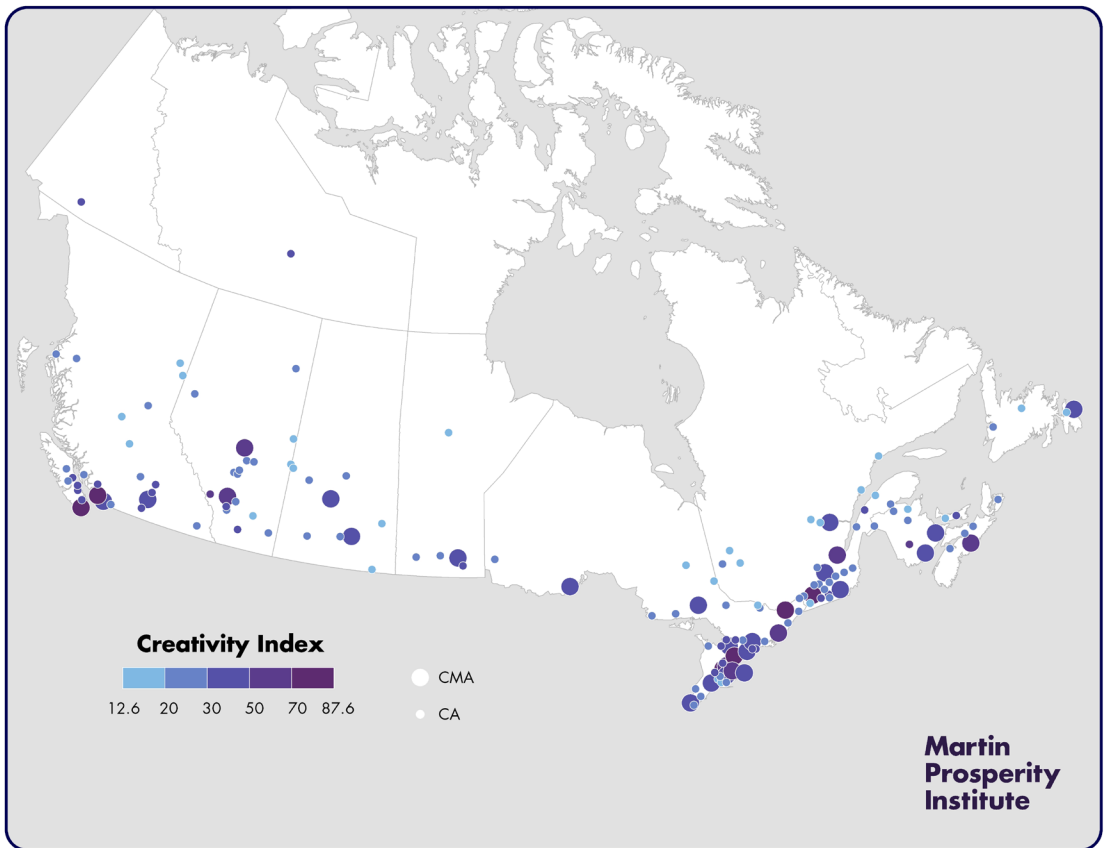 Creativity Index
12.6 20 30 50 70 87.6
CMA
CA
Martin
Prosperity
Institute